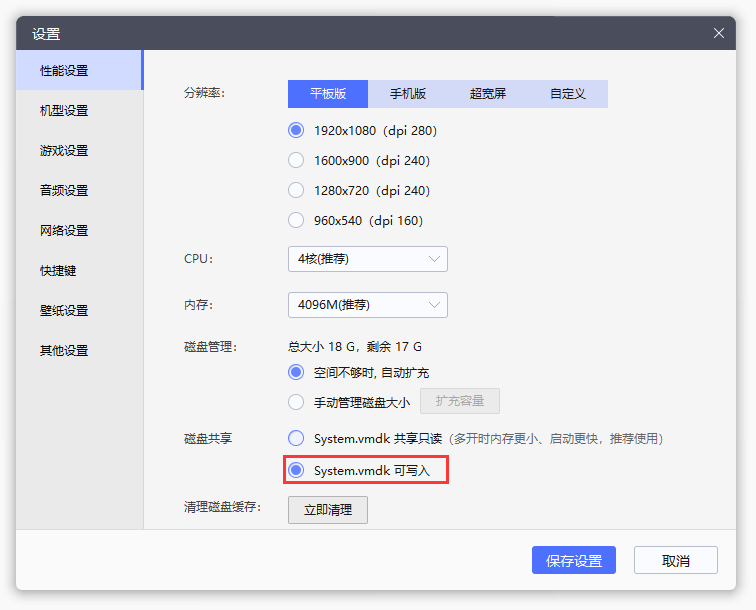 设置
性能设置
机型设置
游戏设置
音频设置
网络设置
快捷键
壁纸设置
其他设置
分辨率：
平板版 手机版 超宽屏 自定义
1920x1080（dpi 280）
1600x900（dpi 240）
1280x720（dpi 240）
960x540（dpi 160）
CPU：
4核(推荐)
内存：
4096M(推荐)
磁盘管理：
总大小 18 G，剩余 17 G
空间不够时, 自动扩充
手动管理磁盘大小 扩充容量
磁盘共享
System.vmdk 共享只读（多开时内存更小、启动更快，推荐使用）
System.vmdk 可写入
清理磁盘缓存：
立即清理
保存设置 取消